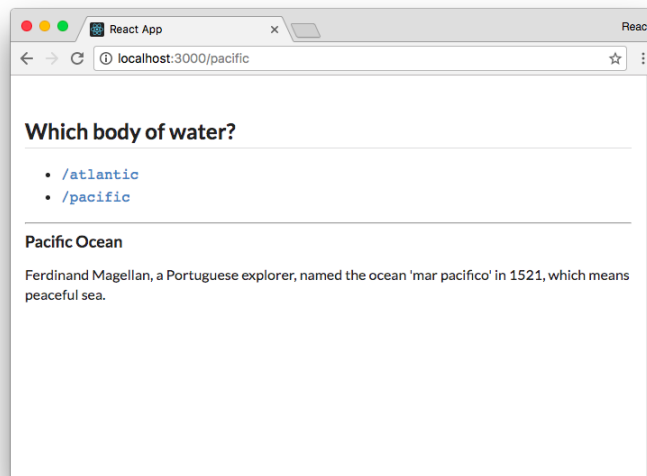 React App
Reac
localhost:3000/pacific
Which body of water?
/atlantic
/pacific
Pacific Ocean
Ferdinand Magellan, a Portuguese explorer, named the ocean 'mar pacifico' in 1521, which means
peaceful sea.